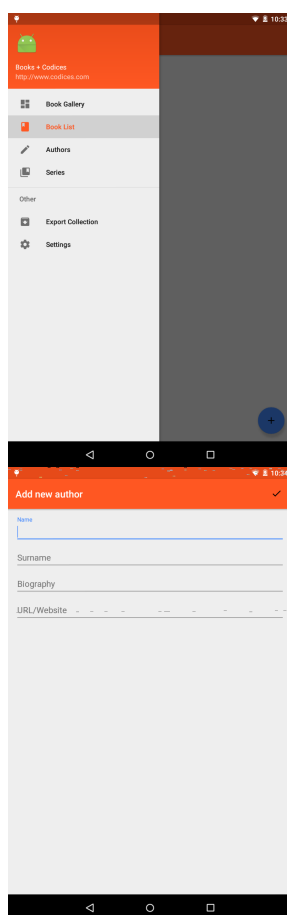 10:33
Books + Codices
http://www.codices.com
Book Gallery
Book List
Authors
Series
Other
Export Collection
Settings
10:34
Add new author
Name
Surname
Biography
URL/Website